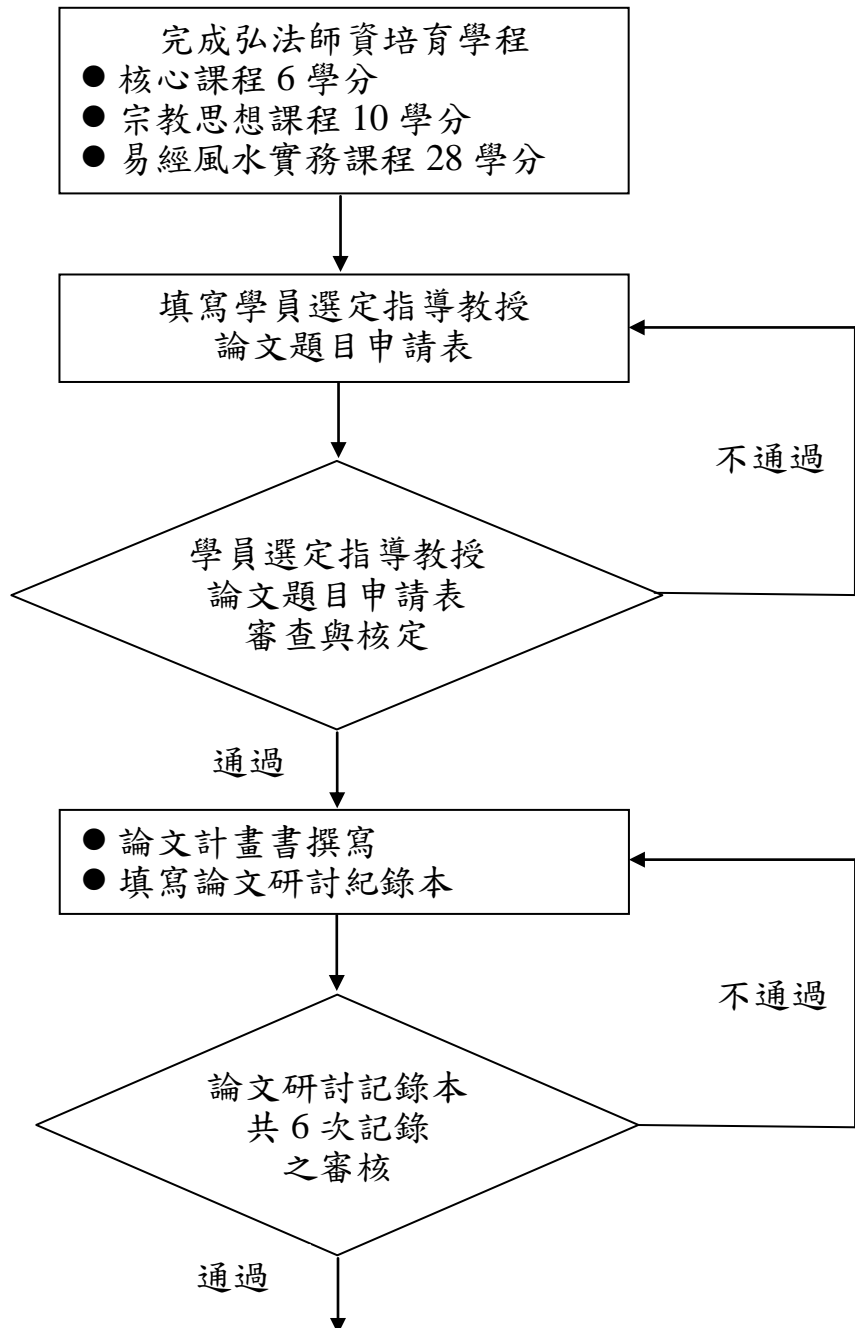 完成弘法師資培育學程
● 核心課程 6 學分
● 宗教思想課程 10 學分
● 易經風水實務課程 28 學分
填寫學員選定指導教授
論文題目申請表
不通過
學員選定指導教授
論文題目申請表
審查與核定
通過
● 論文計畫書撰寫
● 填寫論文研討紀錄本
不通過
論文研討記錄本
共 6 次記錄
之審核
通過